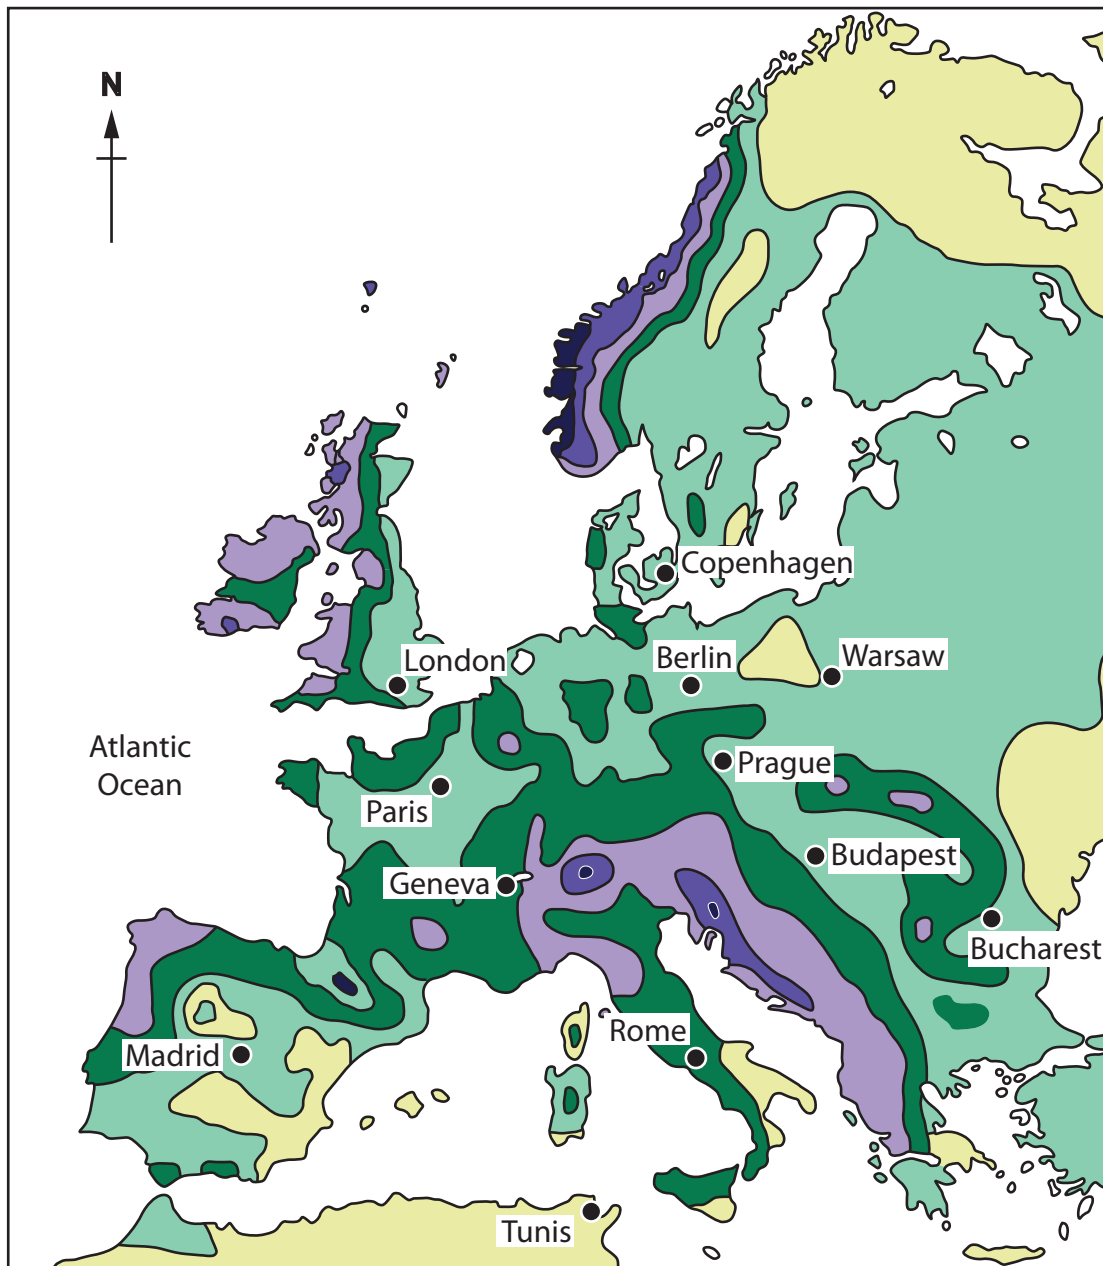 N
Copenhagen
London
Berlin
Warsaw
Atlantic
Ocean
Prague
Paris
Budapest
Geneva
Bucharest
Rome
Madrid
Tunis